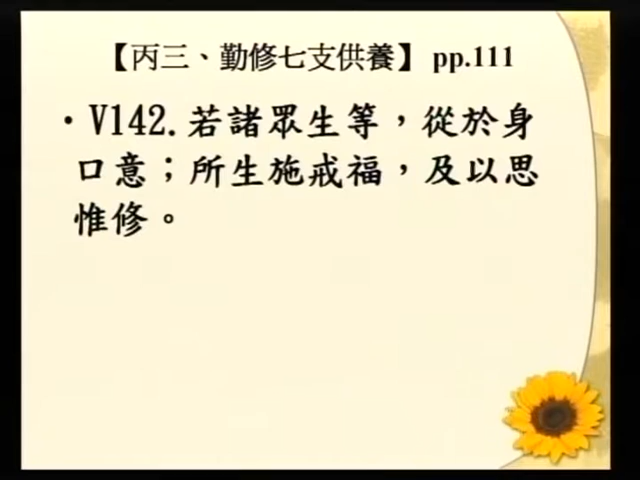 【丙三、勤修七支供養】 pp.111
• V142.若諸眾生等，從於身
口意；所生施戒福，及以思
惟修。